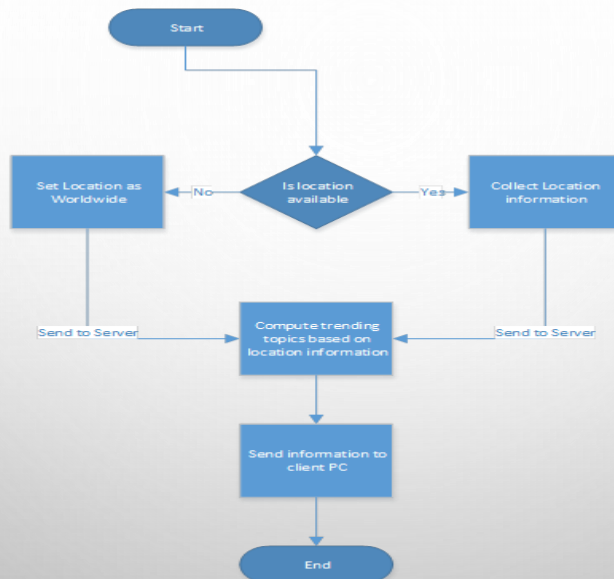 Start
Is location
available
No
Yes
Set Location as
Worldwide
Collect Location
information
Send to Server
Send to Server
Compute trending
topics based on
location information
Send information to
client PC
End